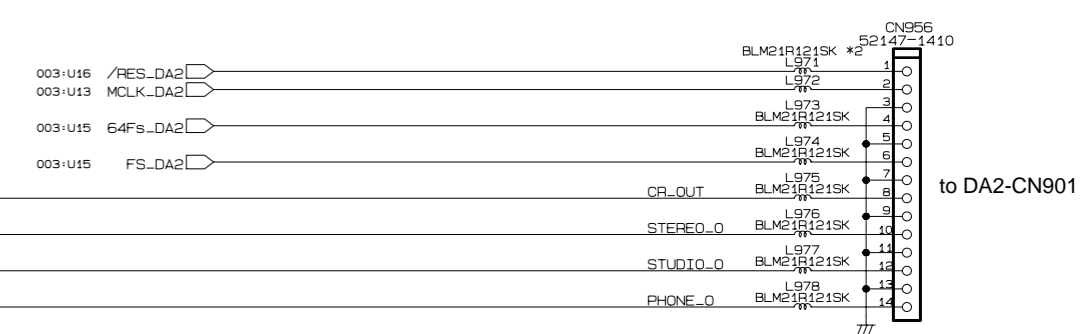 CN956
52147-1410
BLM21R121SK *2
L971
003:U16 /RES_DA2 1
L972
003:U13 MCLK_DA2 2
L973 3
BLM21R121SK
003:U15 64Fs_DA2 4
L974 5
BLM21R121SK
003:U15 FS_DA2 6
L975 7
BLM21R121SK
CR_OUT 8
to DA2-CN901
L976 9
BLM21R121SK
STEREO_O 10
L977 11
BLM21R121SK
STUDIO_O 12
L978 13
BLM21R121SK
PHONE_O 14